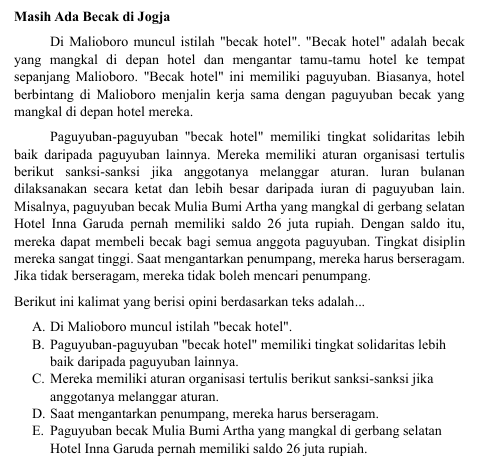 Masih Ada Becak di Jogja
Di Malioboro muncul istilah "becak hotel". "Becak hotel" adalah becak
yang mangkal di depan hotel dan mengantar tamu-tamu hotel ke tempat
sepanjang Malioboro. "Becak hotel" ini memiliki paguyuban. Biasanya, hotel
berbintang di Malioboro menjalin kerja sama dengan paguyuban becak yang
mangkal di depan hotel mereka.
Paguyuban-paguyuban "becak hotel" memiliki tingkat solidaritas lebih
baik daripada paguyuban lainnya. Mereka memiliki aturan organisasi tertulis
berikut sanksi-sanksi jika anggotanya melanggar aturan. luran bulanan
dilaksanakan secara ketat dan lebih besar daripada iuran di paguyuban lain.
Misalnya, paguyuban becak Mulia Bumi Artha yang mangkal di gerbang selatan
Hotel Inna Garuda pernah memiliki saldo 26 juta rupiah. Dengan saldo itu,
mereka dapat membeli becak bagi semua anggota paguyuban. Tingkat disiplin
mereka sangat tinggi. Saat mengantarkan penumpang, mereka harus berseragam.
Jika tidak berseragam, mereka tidak boleh mencari penumpang.
Berikut ini kalimat yang berisi opini berdasarkan teks adalah...
A. Di Malioboro muncul istilah "becak hotel".
B. Paguyuban-paguyuban "becak hotel" memiliki tingkat solidaritas lebih
baik daripada paguyuban lainnya.
C. Mereka memiliki aturan organisasi tertulis berikut sanksi-sanksi jika
anggotanya melanggar aturan.
D. Saat mengantarkan penumpang, mereka harus berseragam.
E. Paguyuban becak Mulia Bumi Artha yang mangkal di gerbang selatan
Hotel Inna Garuda pernah memiliki saldo 26 juta rupiah.